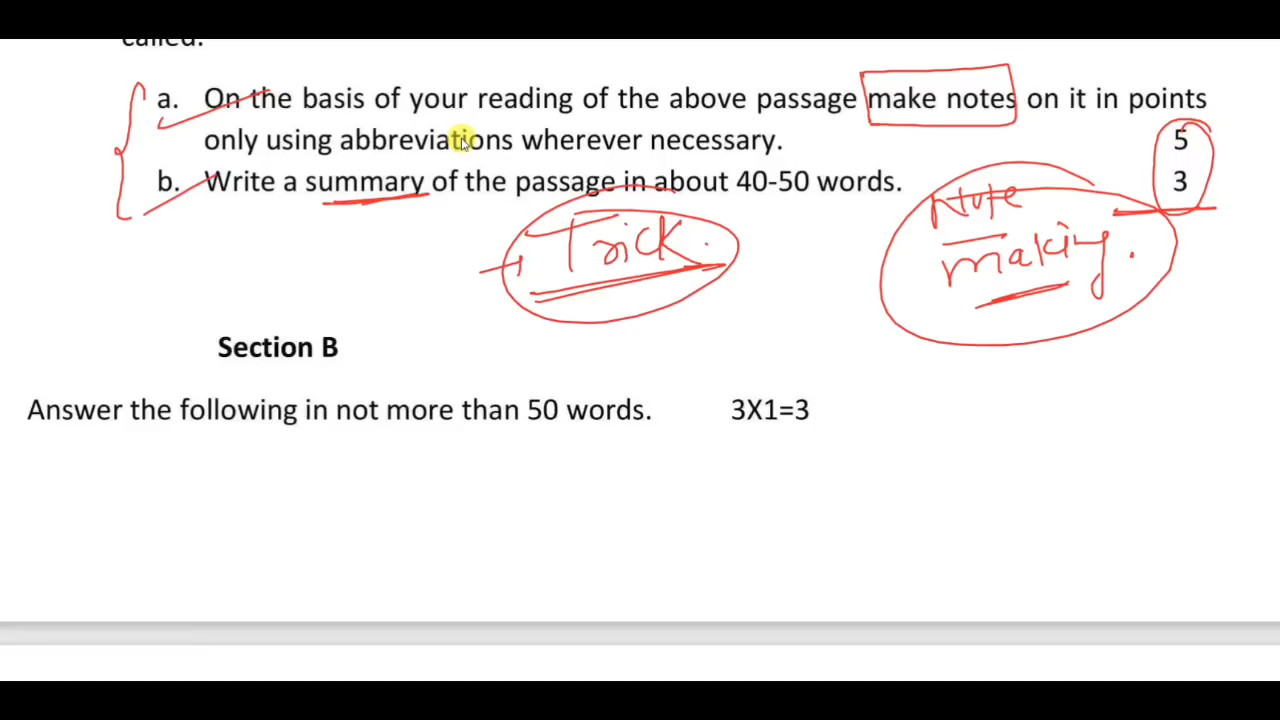 called.
a. On the basis of your reading of the above passage make notes on it in points
only using abbreviations wherever necessary. 5
b. Write a summary of the passage in about 40-50 words. 3
Note
making.
Trick.
Section B
Answer the following in not more than 50 words. 3X1=3